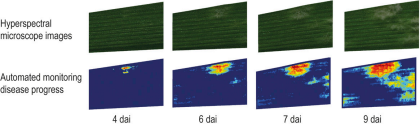 Hyperspectral
microscope images
Automated monitoring
disease progress
4 dai
6 dai
7 dai
9 dai